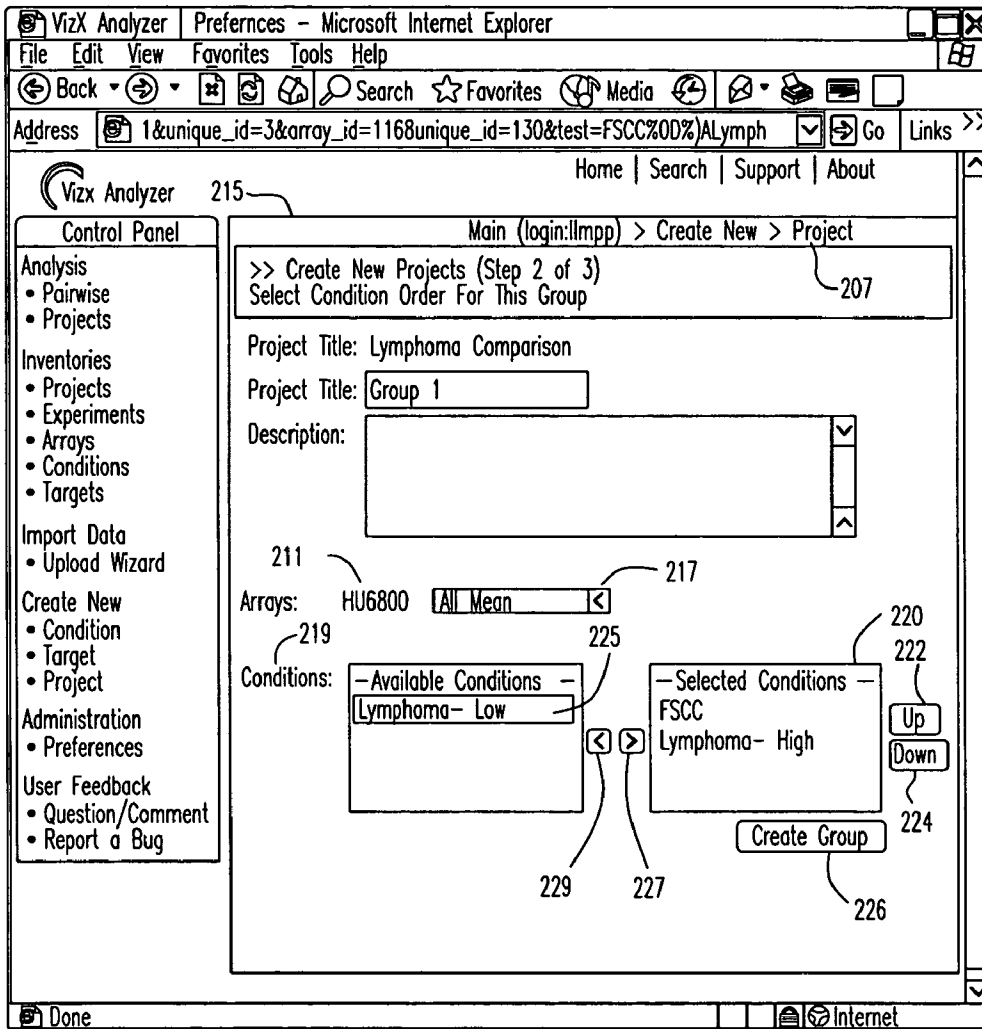 VizX Analyzer | Prefernces - Microsoft Internet Explorer
File Edit View Favorites Tools Help
Back Search Favorites Media
Address 1&unique_id=3&array_id=1168unique_id=130&test=FSCC%0D%)ALymph Go Links >>
Home | Search | Support | About
Vizx Analyzer
215
Control Panel
Analysis
• Pairwise
• Projects
Inventories
• Projects
• Experiments
• Arrays
• Conditions
• Targets
Import Data
• Upload Wizard
Create New
• Condition
• Target
• Project
Administration
• Preferences
User Feedback
• Question/Comment
• Report a Bug
Main (login:llmpp) > Create New > Project
207
>> Create New Projects (Step 2 of 3)
Select Condition Order For This Group
Project Title: Lymphoma Comparison
Project Title: Group 1
Description:
211
217
Arrays: HU6800 All Mean <
219
225
220
222
Conditions:
-Available Conditions -
Lymphoma- Low
< >
-Selected Conditions -
FSCC
Lymphoma- High
Up
Down
224
Create Group
229
227
226
Done
Internet